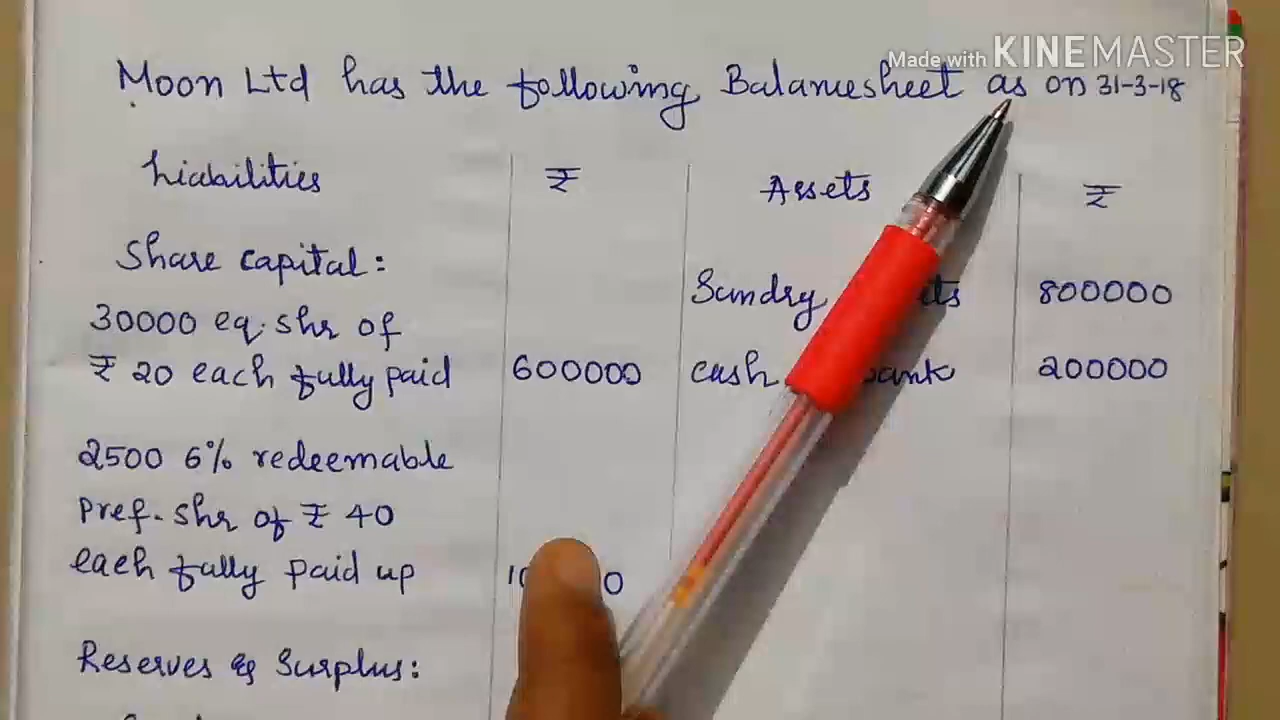 Made with KINEMASTER
Moon Ltd has the following Balancesheet as on 31-3-18
Liabilities ₹ Assets ₹
Share capital:
30000 eq. shr of
₹ 20 each fully paid 600000
Sundry 800000
cash 200000
2500 6% redeemable
Pref. shr of ₹ 40
each fully paid up
Reserves & Surplus: